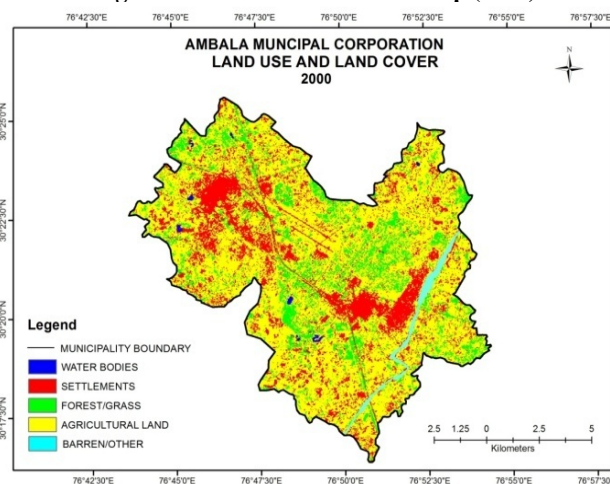 76°42'30"E 76°45'0"E 76°47'30"E 76°50'0"E 76°52'30"E 76°55'0"E 76°57'30"E
AMBALA MUNCIPAL CORPORATION
LAND USE AND LAND COVER
2000
N
30°25'0"N
30°22'30"N
30°20'0"N
30°17'30"N
Legend
MUNICIPALITY BOUNDARY
WATER BODIES
SETTLEMENTS
FOREST/GRASS
AGRICULTURAL LAND
BARREN/OTHER
2.5 1.25 0 2.5 5
Kilometers
76°42'30"E 76°45'0"E 76°47'30"E 76°50'0"E 76°52'30"E 76°55'0"E 76°57'30"E